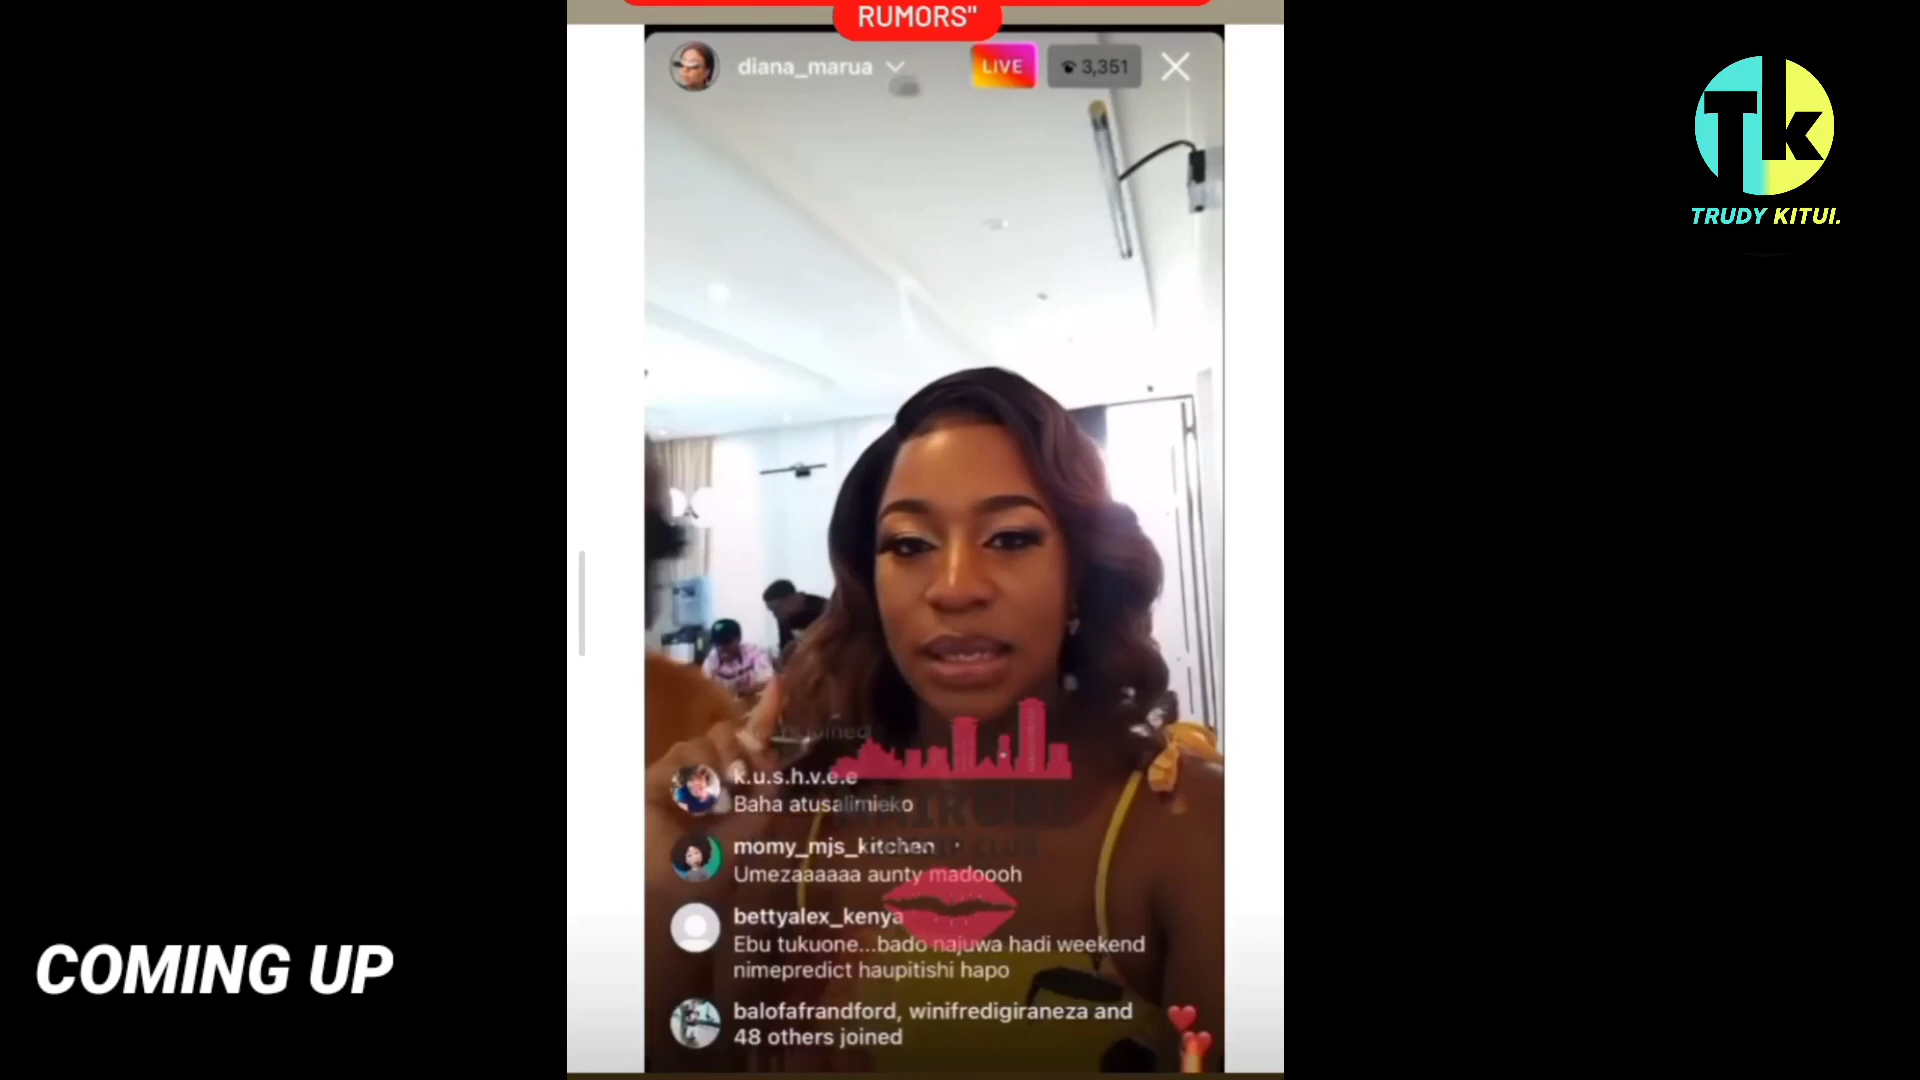 RUMORS"
diana_marua
LIVE
3,351
Tk
TRUDY KITUI.
k.u.s.h.v.e.e
Baha atusalimieko
momy_mjs_kitchen
Umezaaaaaa aunty madoooh
bettyalex_kenya
Ebu tukuone...bado najuwa hadi weekend
nimepredict haupitishi hapo
balofafrandford, winifredigiraneza and
48 others joined
COMING UP